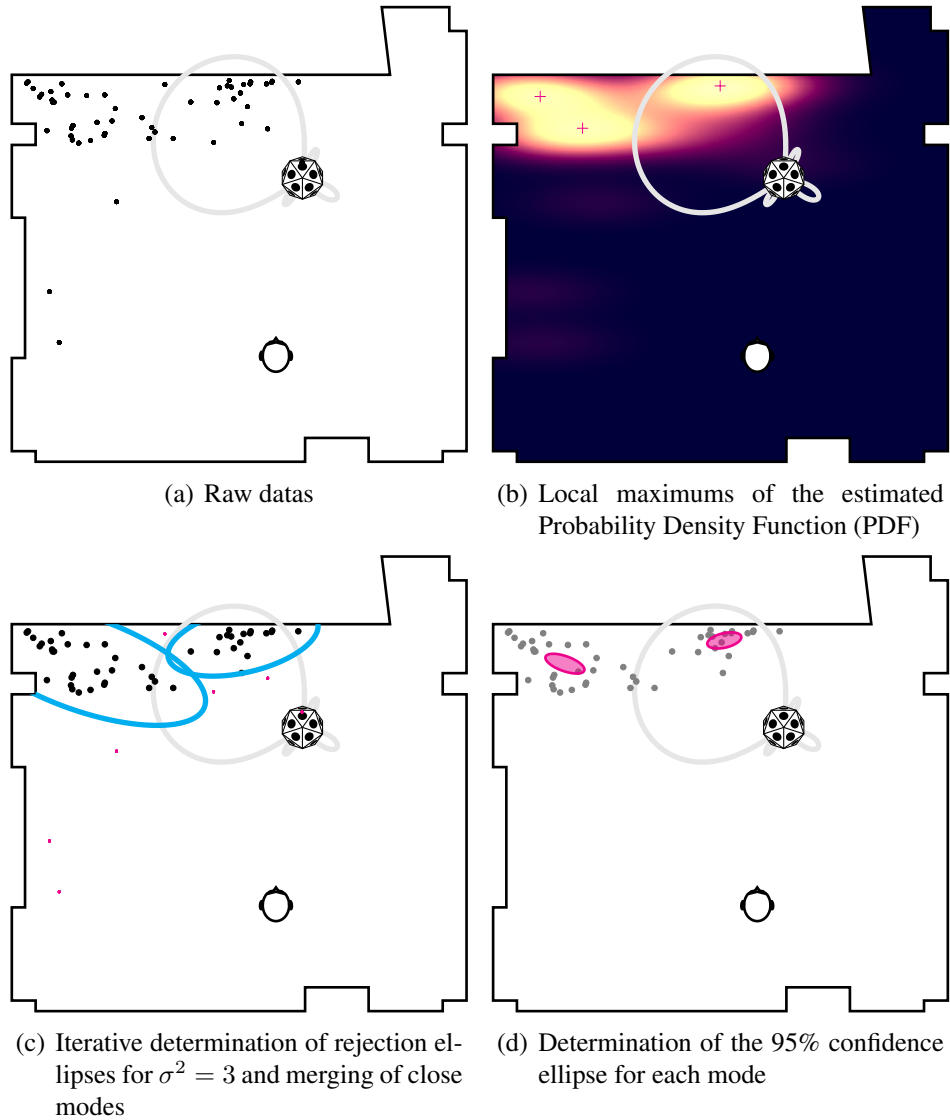 (a) Raw datas
(b) Local maximums of the estimated
Probability Density Function (PDF)
(c) Iterative determination of rejection el-
lipses for σ² = 3 and merging of close
modes
(d) Determination of the 95% confidence
ellipse for each mode